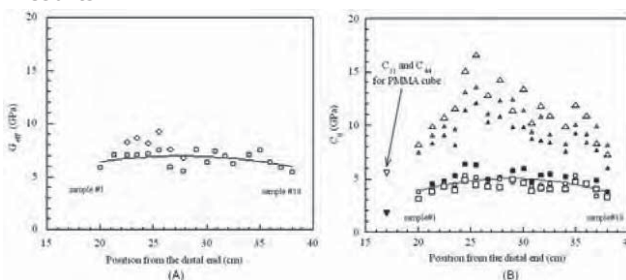 20
15
10
5
0
G_eff (GPa)
sample #1
sample #18
15 20 25 30 35 40
Position from the distal end (cm)
(A)
20
15
10
5
0
C_ij (GPa)
C11 and C44
for PMMA cube
sample#1
sample#18
15 20 25 30 35 40
Position from the distal end (cm)
(B)